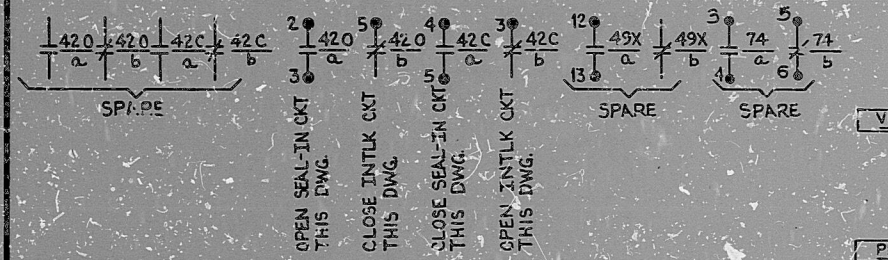 42O a 42O b 42C a 42C b
SPARE
2 42O a 3
OPEN SEAL-IN CKT
THIS DWG.
5 42O b
CLOSE INTLK CKT
THIS DWG.
4 42C a 5
CLOSE SEAL-IN CKT
THIS DWG.
3 42C b
OPEN INTLK CKT
THIS DWG.
12 49X a 13 49X b
SPARE
3 74 a 4 5 74 b 6
SPARE
V
P